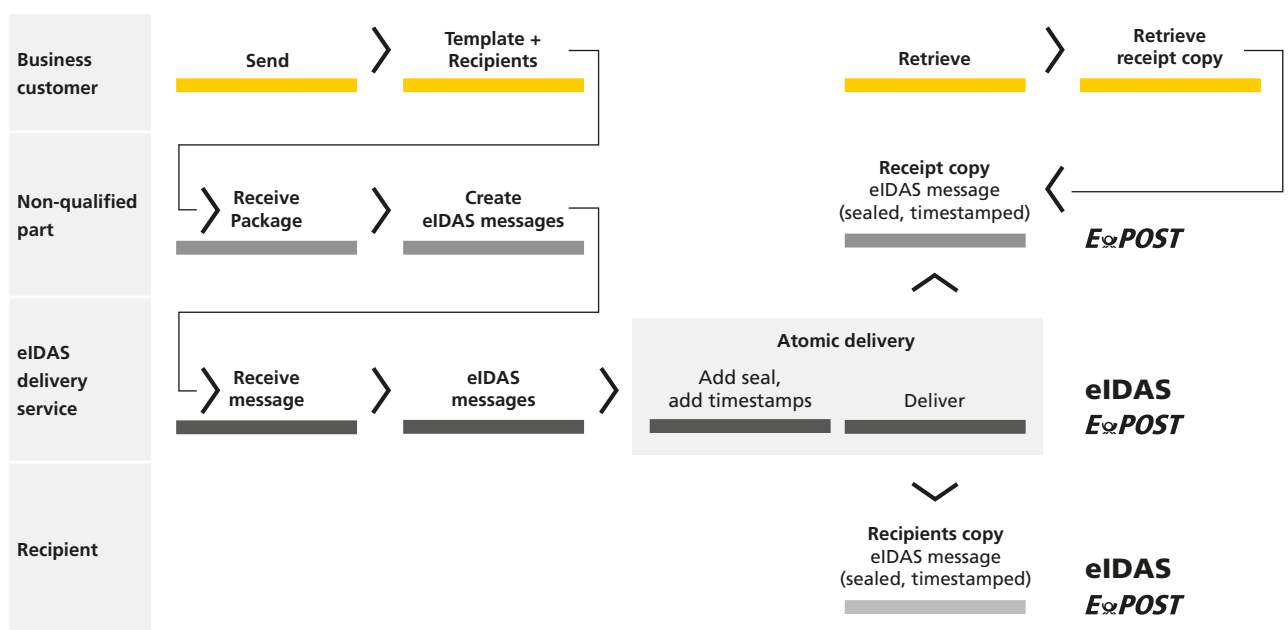 Business
customer
Send
Template +
Recipients
Retrieve
Retrieve
receipt copy
Non-qualified
part
Receive
Package
Create
eIDAS messages
Receipt copy
eIDAS message
(sealed, timestamped)
E POST
eIDAS
delivery
service
Receive
message
eIDAS
messages
Atomic delivery
Add seal,
add timestamps
Deliver
eIDAS
E POST
Recipient
Recipients copy
eIDAS message
(sealed, timestamped)
eIDAS
E POST